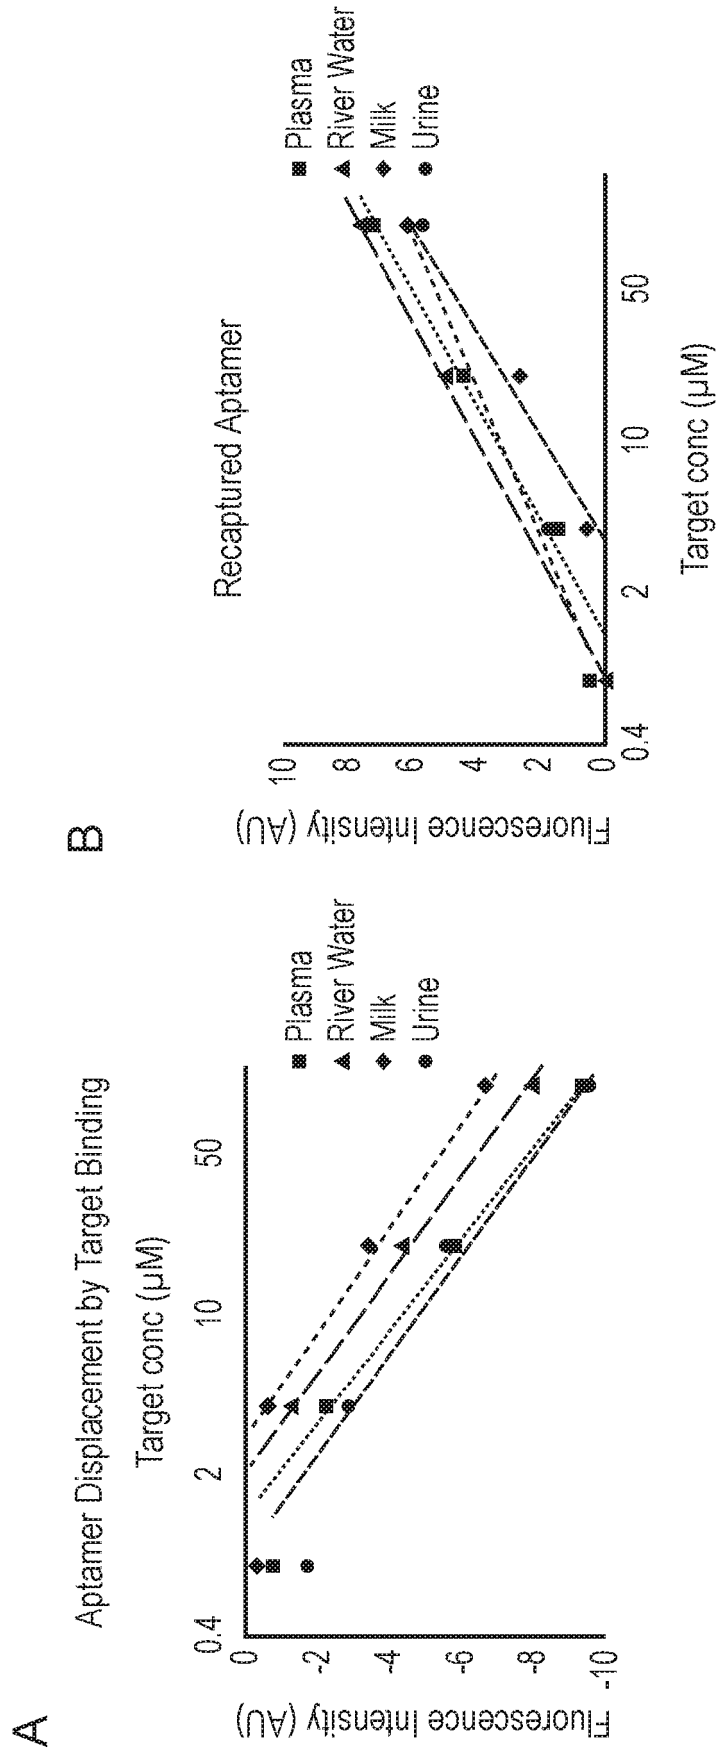 A
Aptamer Displacement by Target Binding
Target conc (µM)
0.4
2
10
50
0
-2
-4
-6
-8
-10
Fluorescence Intensity (AU)
Plasma
River Water
Milk
Urine
B
Recaptured Aptamer
10
8
6
4
2
0
Fluorescence Intensity (AU)
0.4
2
10
50
Target conc (µM)
Plasma
River Water
Milk
Urine